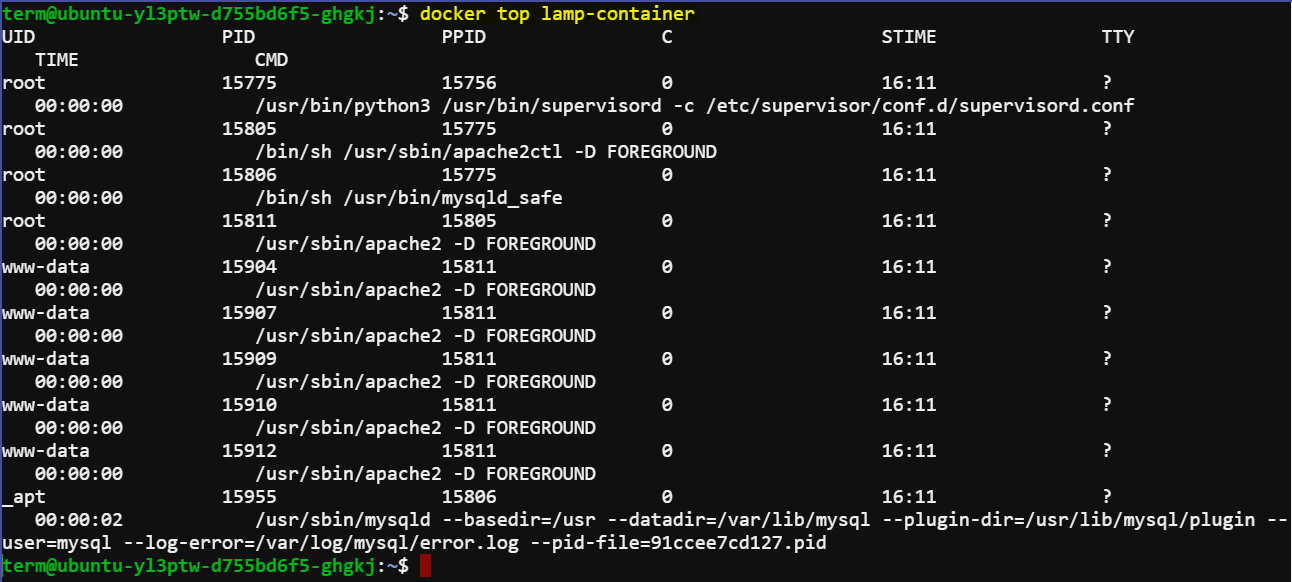 term@ubuntu-yl3ptw-d755bd6f5-ghgkj:~$ docker top lamp-container
UID                 PID                 PPID                C                   STIME               TTY
   TIME                CMD
root                15775               15756               0                   16:11               ?
   00:00:00            /usr/bin/python3 /usr/bin/supervisord -c /etc/supervisor/conf.d/supervisord.conf
root                15805               15775               0                   16:11               ?
   00:00:00            /bin/sh /usr/sbin/apache2ctl -D FOREGROUND
root                15806               15775               0                   16:11               ?
   00:00:00            /bin/sh /usr/bin/mysqld_safe
root                15811               15805               0                   16:11               ?
   00:00:00            /usr/sbin/apache2 -D FOREGROUND
www-data            15904               15811               0                   16:11               ?
   00:00:00            /usr/sbin/apache2 -D FOREGROUND
www-data            15907               15811               0                   16:11               ?
   00:00:00            /usr/sbin/apache2 -D FOREGROUND
www-data            15909               15811               0                   16:11               ?
   00:00:00            /usr/sbin/apache2 -D FOREGROUND
www-data            15910               15811               0                   16:11               ?
   00:00:00            /usr/sbin/apache2 -D FOREGROUND
www-data            15912               15811               0                   16:11               ?
   00:00:00            /usr/sbin/apache2 -D FOREGROUND
_apt                15955               15806               0                   16:11               ?
   00:00:02            /usr/sbin/mysqld --basedir=/usr --datadir=/var/lib/mysql --plugin-dir=/usr/lib/mysql/plugin --
user=mysql --log-error=/var/log/mysql/error.log --pid-file=91ccee7cd127.pid
term@ubuntu-yl3ptw-d755bd6f5-ghgkj:~$